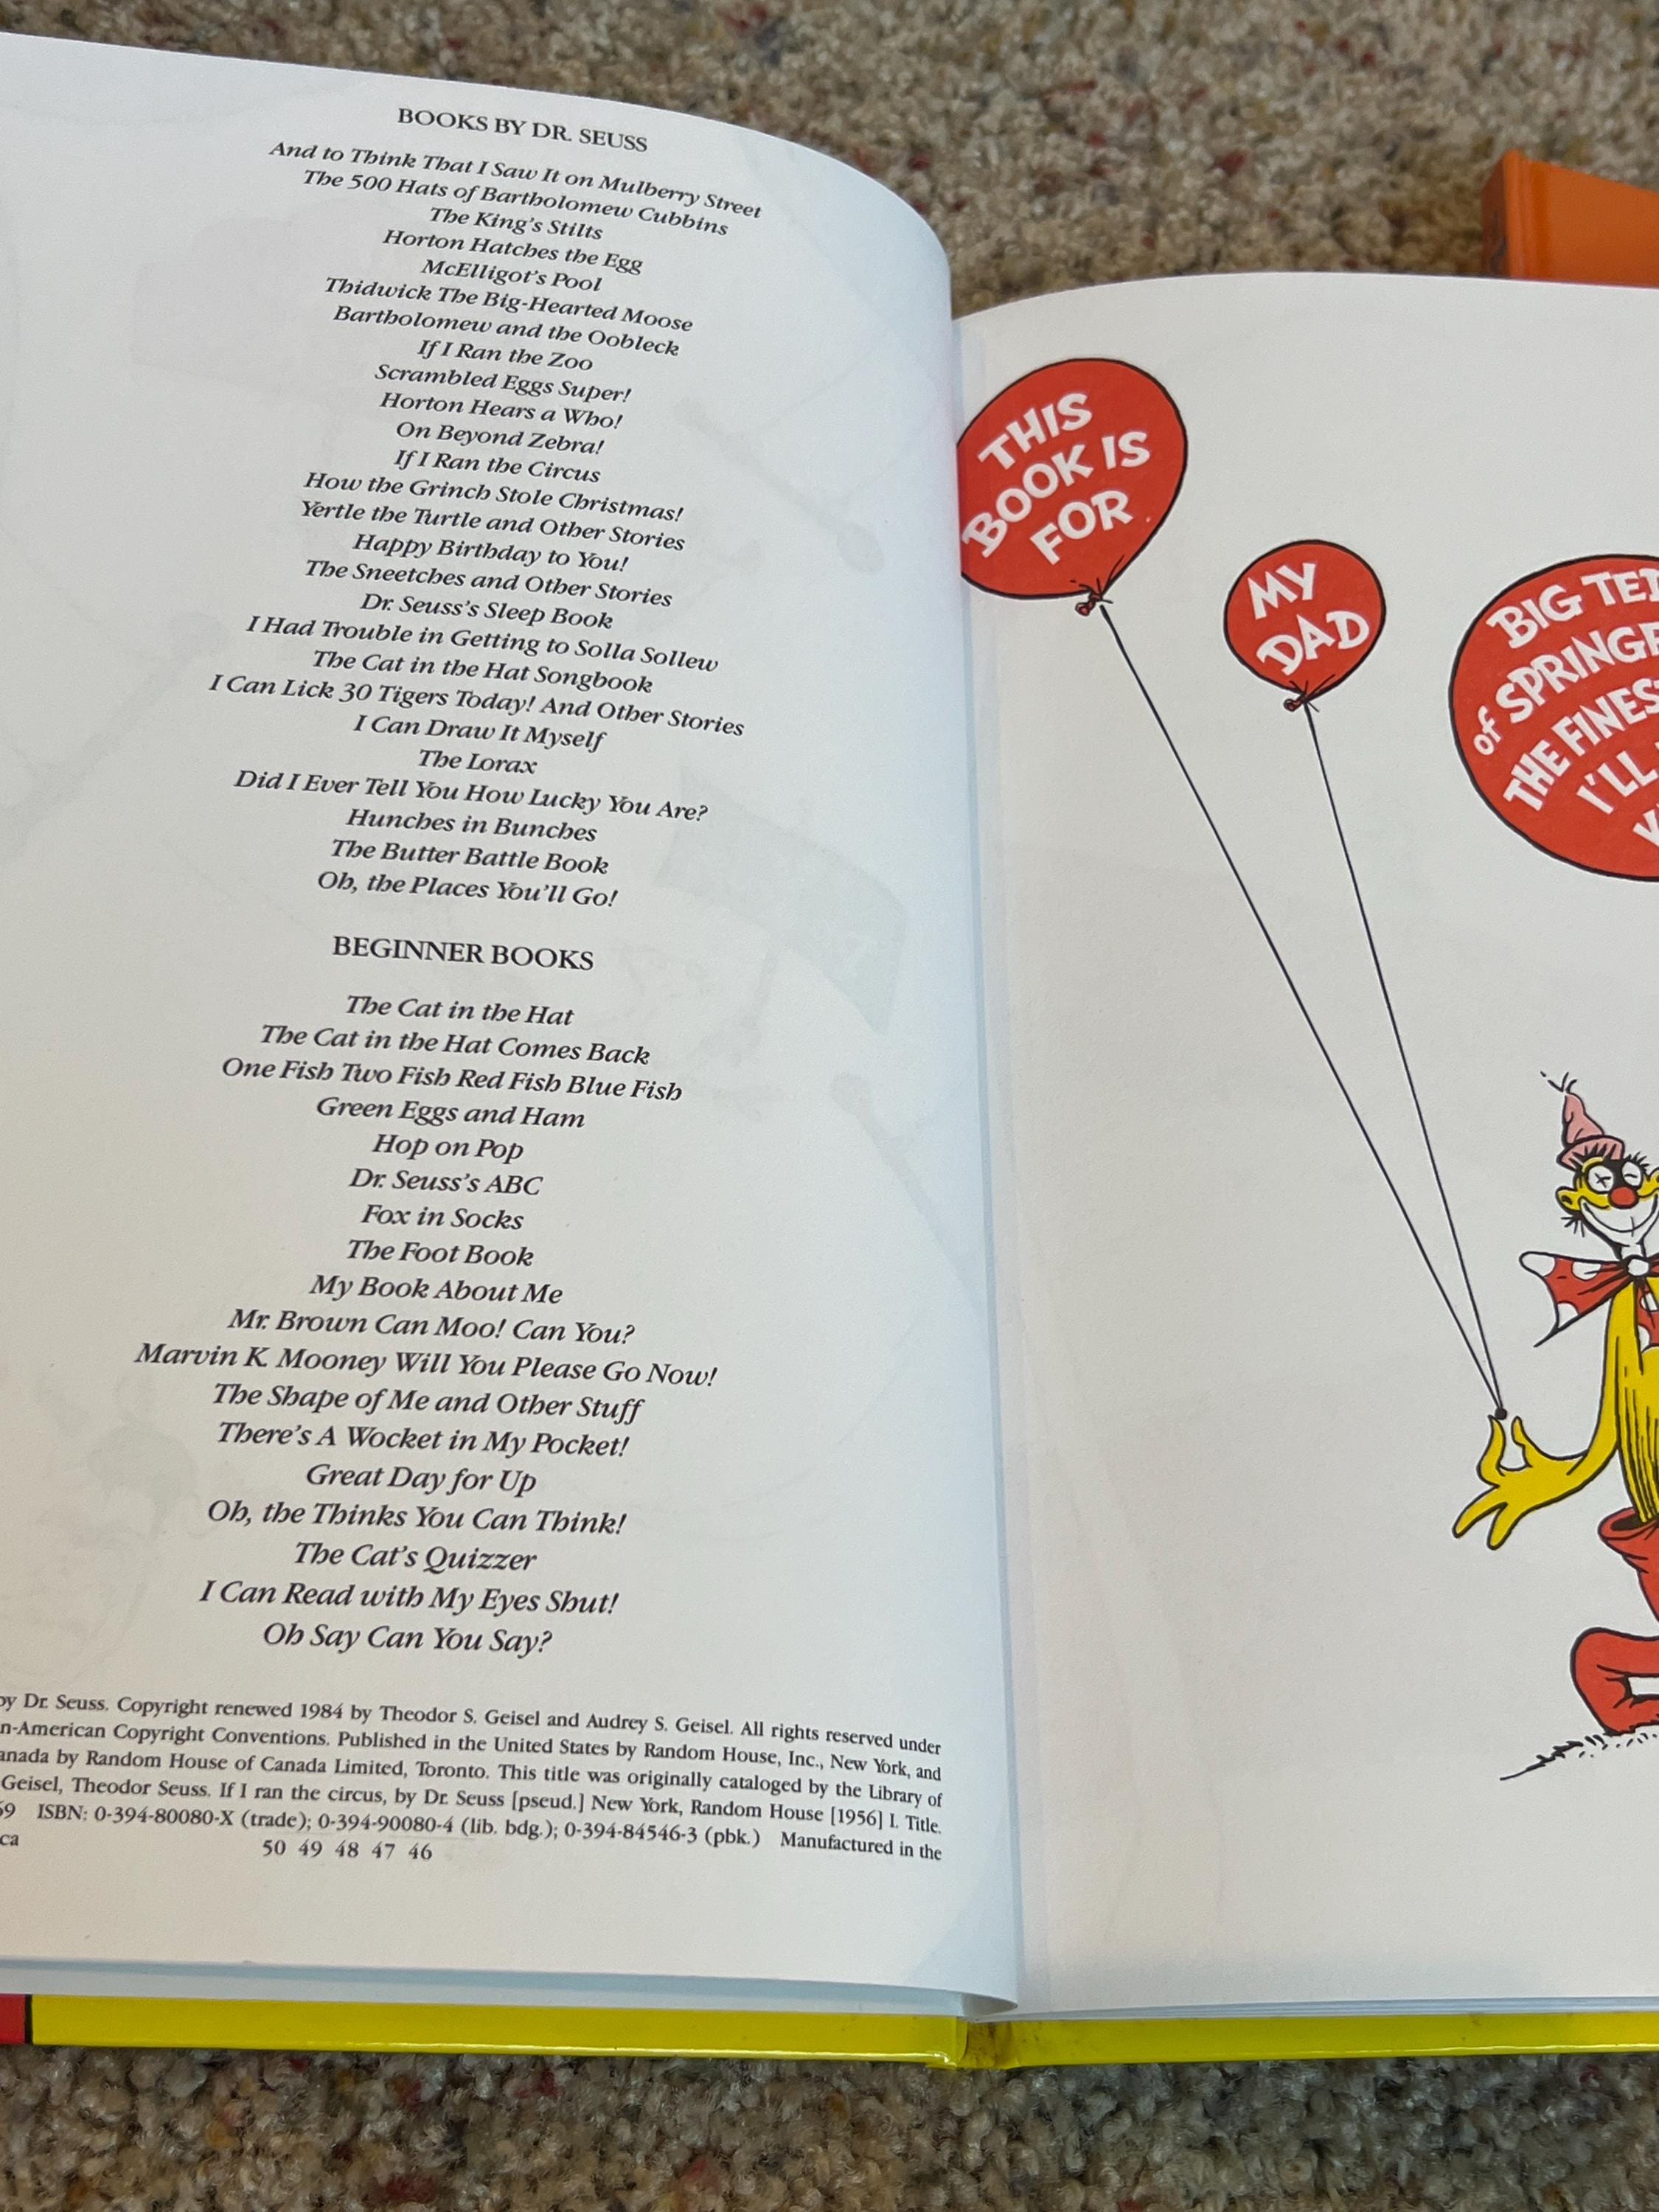 BOOKS BY DR. SEUSS
And to Think That I Saw It on Mulberry Street
The 500 Hats of Bartholomew Cubbins
The King's Stilts
Horton Hatches the Egg
McElligot's Pool
Thidwick The Big-Hearted Moose
Bartholomew and the Oobleck
If I Ran the Zoo
Scrambled Eggs Super!
Horton Hears a Who!
On Beyond Zebra!
If I Ran the Circus
How the Grinch Stole Christmas!
Yertle the Turtle and Other Stories
Happy Birthday to You!
The Sneetches and Other Stories
Dr. Seuss's Sleep Book
I Had Trouble in Getting to Solla Sollew
The Cat in the Hat Songbook
I Can Lick 30 Tigers Today! And Other Stories
I Can Draw It Myself
The Lorax
Did I Ever Tell You How Lucky You Are?
Hunches in Bunches
The Butter Battle Book
Oh, the Places You'll Go!
BEGINNER BOOKS
The Cat in the Hat
The Cat in the Hat Comes Back
One Fish Two Fish Red Fish Blue Fish
Green Eggs and Ham
Hop on Pop
Dr. Seuss's ABC
Fox in Socks
The Foot Book
My Book About Me
Mr. Brown Can Moo! Can You?
Marvin K. Mooney Will You Please Go Now!
The Shape of Me and Other Stuff
There's A Wocket in My Pocket!
Great Day for Up
Oh, the Thinks You Can Think!
The Cat's Quizzer
I Can Read with My Eyes Shut!
Oh Say Can You Say?
by Dr. Seuss. Copyright renewed 1984 by Theodor S. Geisel and Audrey S. Geisel. All rights reserved under
n-American Copyright Conventions. Published in the United States by Random House, Inc., New York, and
anada by Random House of Canada Limited, Toronto. This title was originally cataloged by the Library of
Geisel, Theodor Seuss. If I ran the circus, by Dr. Seuss [pseud.] New York, Random House [1956] I. Title.
69 ISBN: 0-394-80080-X (trade); 0-394-90080-4 (lib. bdg.); 0-394-84546-3 (pbk.) Manufactured in the
ca
50 49 48 47 46
THIS
BOOK IS
FOR
MY
DAD
BIG TE
of SPRING
THE FINES
I'LL